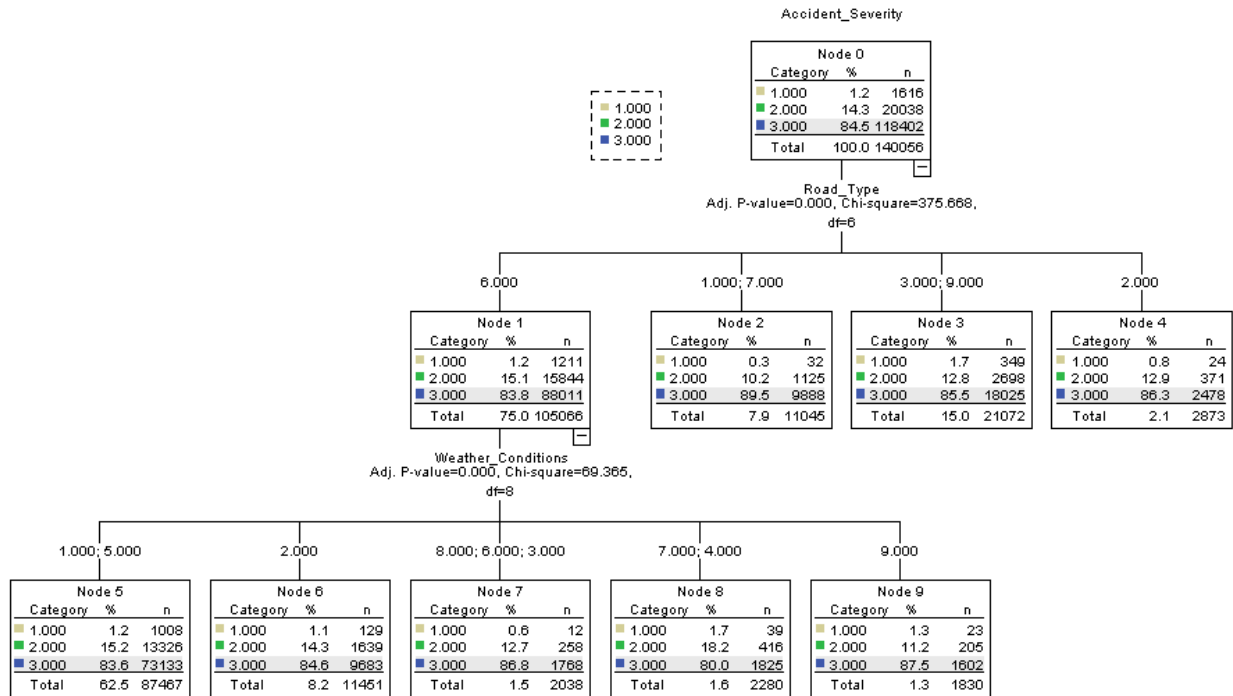 Accident_Severity
Node 0
Category % n
1.000 1.2 1616
2.000 14.3 20038
3.000 84.5 118402
Total 100.0 140056
1.000
2.000
3.000
Road_Type
Adj. P-value=0.000, Chi-square=375.668,
df=6
6.000
1.000; 7.000
3.000; 9.000
2.000
Node 1
Category % n
1.000 1.2 1211
2.000 15.1 15844
3.000 83.8 88011
Total 75.0 105066
Node 2
Category % n
1.000 0.3 32
2.000 10.2 1125
3.000 89.5 9888
Total 7.9 11045
Node 3
Category % n
1.000 1.7 349
2.000 12.8 2698
3.000 85.5 18025
Total 15.0 21072
Node 4
Category % n
1.000 0.8 24
2.000 12.9 371
3.000 86.3 2478
Total 2.1 2873
Weather_Conditions
Adj. P-value=0.000, Chi-square=69.365,
df=8
1.000; 5.000
2.000
8.000; 6.000; 3.000
7.000; 4.000
9.000
Node 5
Category % n
1.000 1.2 1008
2.000 15.2 13326
3.000 83.6 73133
Total 62.5 87467
Node 6
Category % n
1.000 1.1 129
2.000 14.3 1639
3.000 84.6 9683
Total 8.2 11451
Node 7
Category % n
1.000 0.6 12
2.000 12.7 258
3.000 86.8 1768
Total 1.5 2038
Node 8
Category % n
1.000 1.7 39
2.000 18.2 416
3.000 80.0 1825
Total 1.6 2280
Node 9
Category % n
1.000 1.3 23
2.000 11.2 205
3.000 87.5 1602
Total 1.3 1830